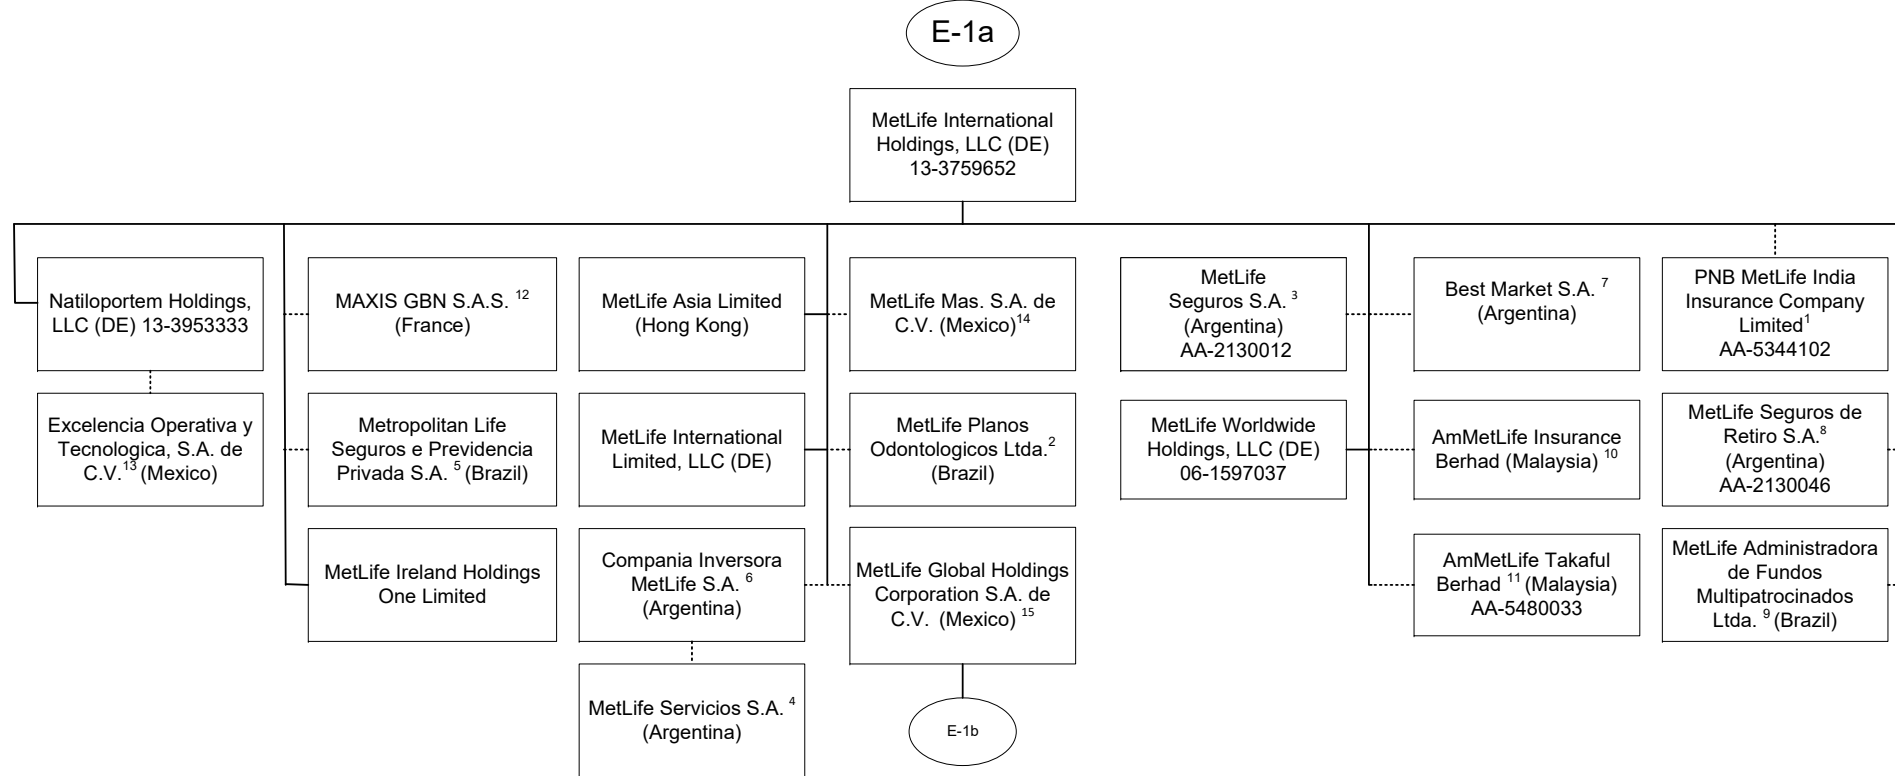 E-1a
MetLife International
Holdings, LLC (DE)
13-3759652
Natiloportem Holdings,
LLC (DE) 13-3953333
MAXIS GBN S.A.S. 12
(France)
MetLife Asia Limited
(Hong Kong)
MetLife Mas. S.A. de
C.V. (Mexico)14
MetLife
Seguros S.A. 3
(Argentina)
AA-2130012
Best Market S.A. 7
(Argentina)
PNB MetLife India
Insurance Company
Limited1
AA-5344102
Excelencia Operativa y
Tecnologica, S.A. de
C.V.13 (Mexico)
Metropolitan Life
Seguros e Previdencia
Privada S.A. 5 (Brazil)
MetLife International
Limited, LLC (DE)
MetLife Planos
Odontologicos Ltda.2
(Brazil)
MetLife Worldwide
Holdings, LLC (DE)
06-1597037
AmMetLife Insurance
Berhad (Malaysia) 10
MetLife Seguros de
Retiro S.A.8
(Argentina)
AA-2130046
MetLife Ireland Holdings
One Limited
Compania Inversora
MetLife S.A. 6
(Argentina)
MetLife Global Holdings
Corporation S.A. de
C.V. (Mexico) 15
AmMetLife Takaful
Berhad 11 (Malaysia)
AA-5480033
MetLife Administradora
de Fundos
Multipatrocinados
Ltda. 9 (Brazil)
MetLife Servicios S.A. 4
(Argentina)
E-1b